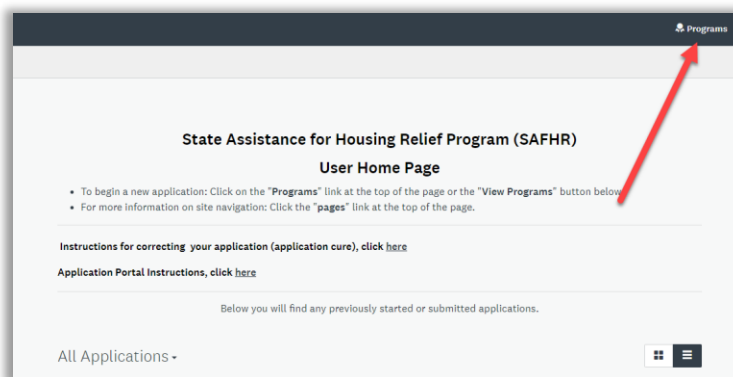 Programs
State Assistance for Housing Relief Program (SAFHR)
User Home Page
• To begin a new application: Click on the "Programs" link at the top of the page or the "View Programs" button below
• For more information on site navigation: Click the "pages" link at the top of the page.
Instructions for correcting your application (application cure), click here
Application Portal Instructions, click here
Below you will find any previously started or submitted applications.
All Applications